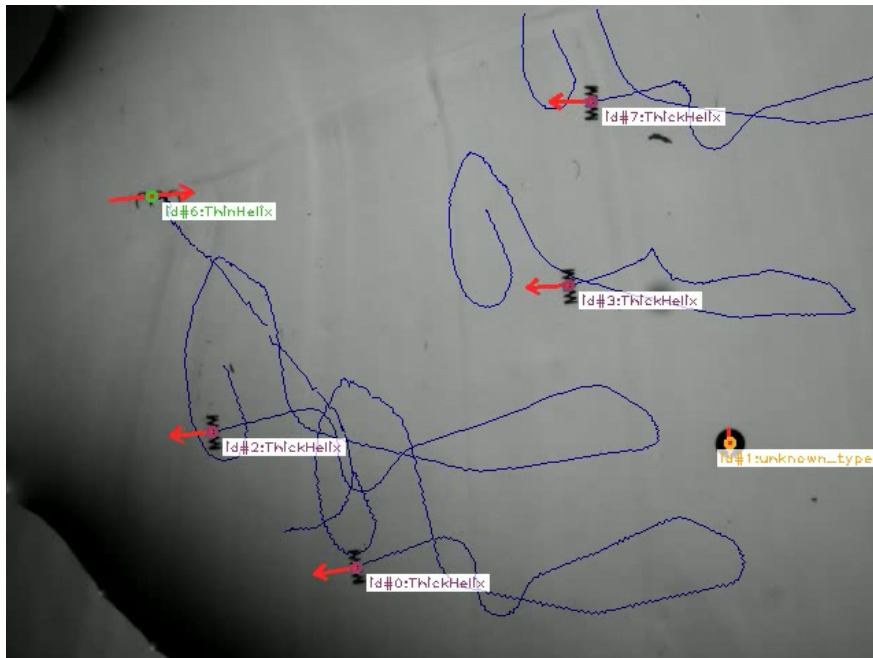 id#7:ThickHelix
id#6:ThinHelix
id#3:ThickHelix
id#2:ThickHelix
id#1:unknown_type
id#0:ThickHelix